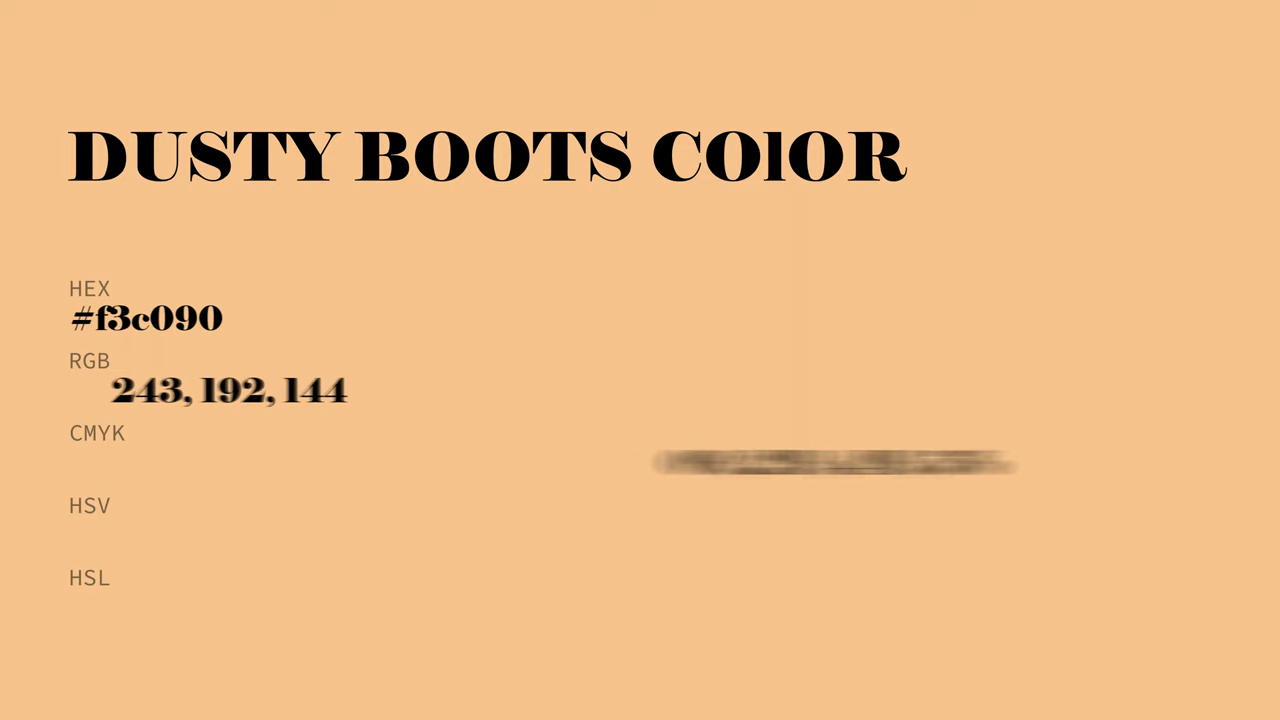 DUSTY BOOTS COlOR
HEX
#f3c090
RGB
243, 192, 144
CMYK
HSV
HSL